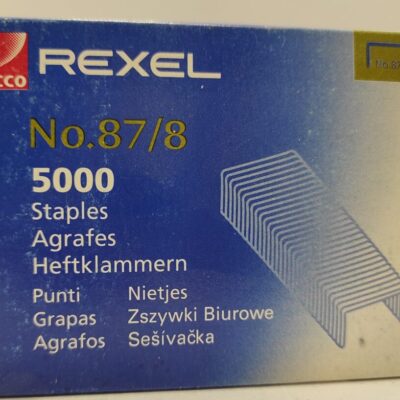 REXEL
No.87/8
5000
Staples
Agrafes
Heftklammern
Punti Nietjes
Grapas Zszywki Biurowe
Agrafos Sešívačka